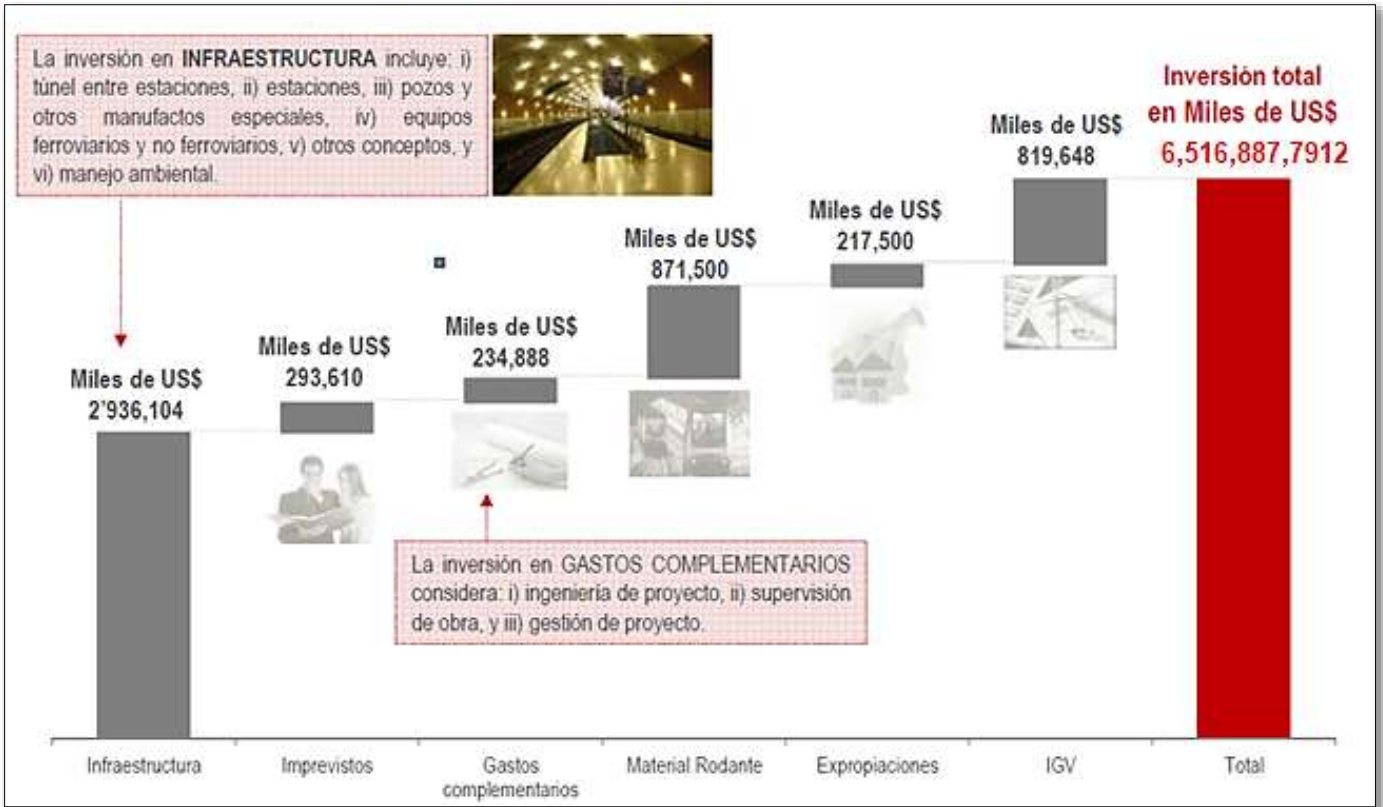 La inversión en INFRAESTRUCTURA incluye: i)
túnel entre estaciones, ii) estaciones, iii) pozos y
otros manufactos especiales, iv) equipos
ferroviarios y no ferroviarios, v) otros conceptos, y
vi) manejo ambiental.
Inversión total
en Miles de US$
6,516,887,7912
Miles de US$
819,648
Miles de US$
217,500
Miles de US$
871,500
Miles de US$
234,888
Miles de US$
293,610
Miles de US$
2'936,104
La inversión en GASTOS COMPLEMENTARIOS
considera: i) ingeniería de proyecto, ii) supervisión
de obra, y iii) gestión de proyecto.
Infraestructura
Imprevistos
Gastos
complementarios
Material Rodante
Expropiaciones
IGV
Total